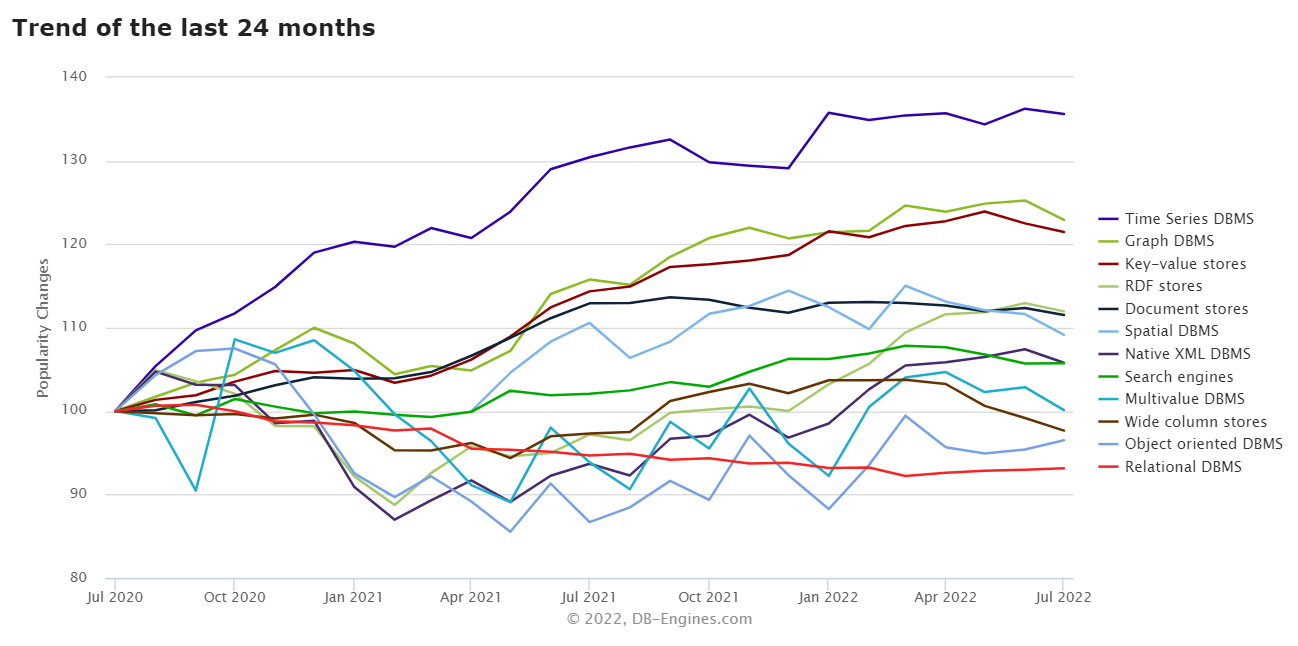 Trend of the last 24 months
140
130
120
110
100
90
80
Popularity Changes
Jul 2020
Oct 2020
Jan 2021
Apr 2021
Jul 2021
Oct 2021
Jan 2022
Apr 2022
Jul 2022
© 2022, DB-Engines.com
Time Series DBMS
Graph DBMS
Key-value stores
RDF stores
Document stores
Spatial DBMS
Native XML DBMS
Search engines
Multivalue DBMS
Wide column stores
Object oriented DBMS
Relational DBMS